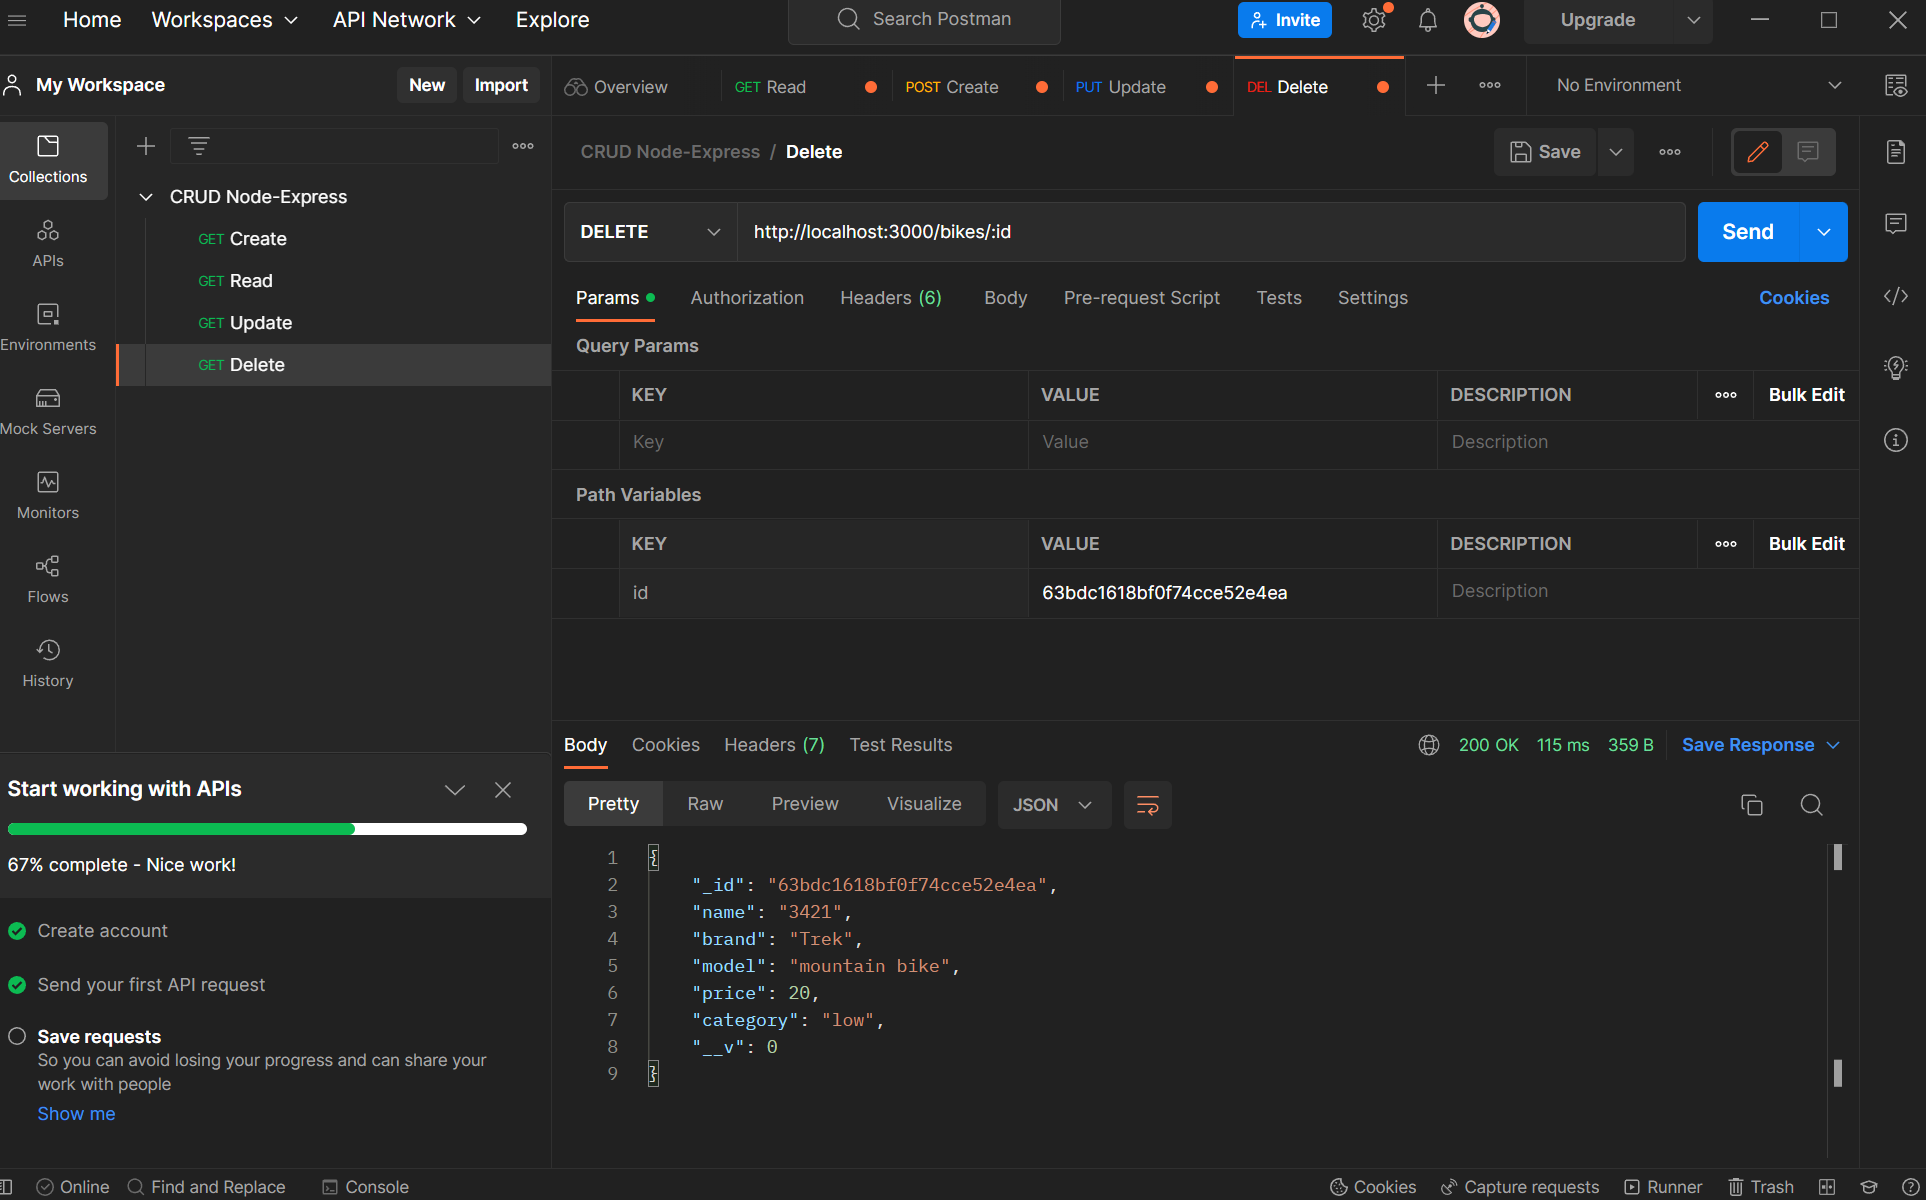 Home Workspaces API Network Explore Search Postman Invite Upgrade
My Workspace New Import Overview GET Read POST Create PUT Update DEL Delete No Environment
Collections
APIs
Environments
Mock Servers
Monitors
Flows
History
CRUD Node-Express
GET Create
GET Read
GET Update
GET Delete
CRUD Node-Express / Delete Save
DELETE http://localhost:3000/bikes/:id Send
Params Authorization Headers (6) Body Pre-request Script Tests Settings Cookies
Query Params
KEY VALUE DESCRIPTION Bulk Edit
Key Value Description
Path Variables
KEY VALUE DESCRIPTION Bulk Edit
id 63bdc1618bf0f74cce52e4ea Description
Body Cookies Headers (7) Test Results 200 OK 115 ms 359 B Save Response
Pretty Raw Preview Visualize JSON
1 {
2 "_id": "63bdc1618bf0f74cce52e4ea",
3 "name": "3421",
4 "brand": "Trek",
5 "model": "mountain bike",
6 "price": 20,
7 "category": "low",
8 "__v": 0
9 }
Start working with APIs
67% complete - Nice work!
Create account
Send your first API request
Save requests
So you can avoid losing your progress and can share your
work with people
Show me
Online Find and Replace Console Cookies Capture requests Runner Trash